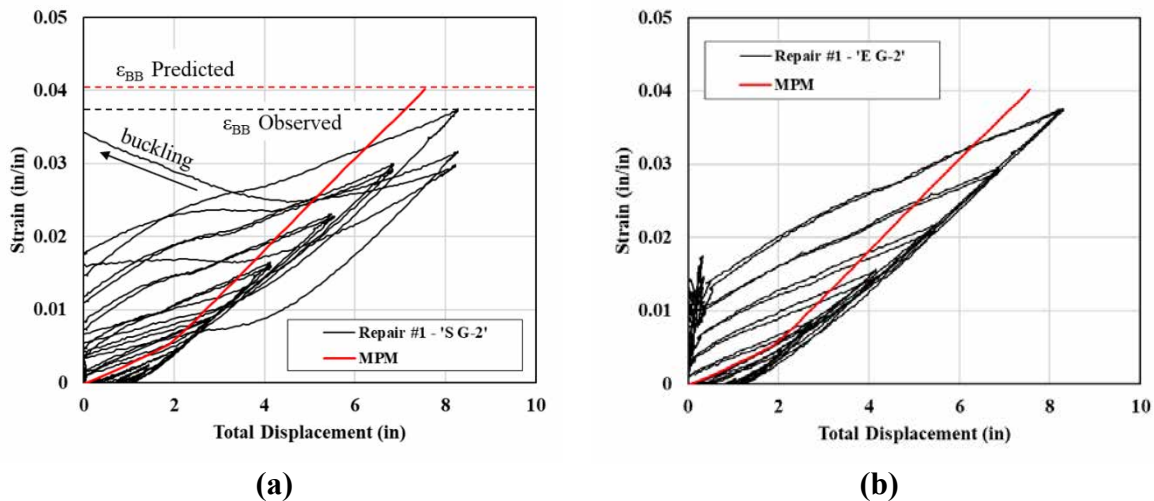 0.05
0.04
0.03
0.02
0.01
0
0 2 4 6 8 10
Strain (in/in)
Total Displacement (in)
εBB Predicted
εBB Observed
buckling
Repair #1 - 'S G-2'
MPM
(a)
0.05
0.04
0.03
0.02
0.01
0
0 2 4 6 8 10
Strain (in/in)
Total Displacement (in)
Repair #1 - 'E G-2'
MPM
(b)